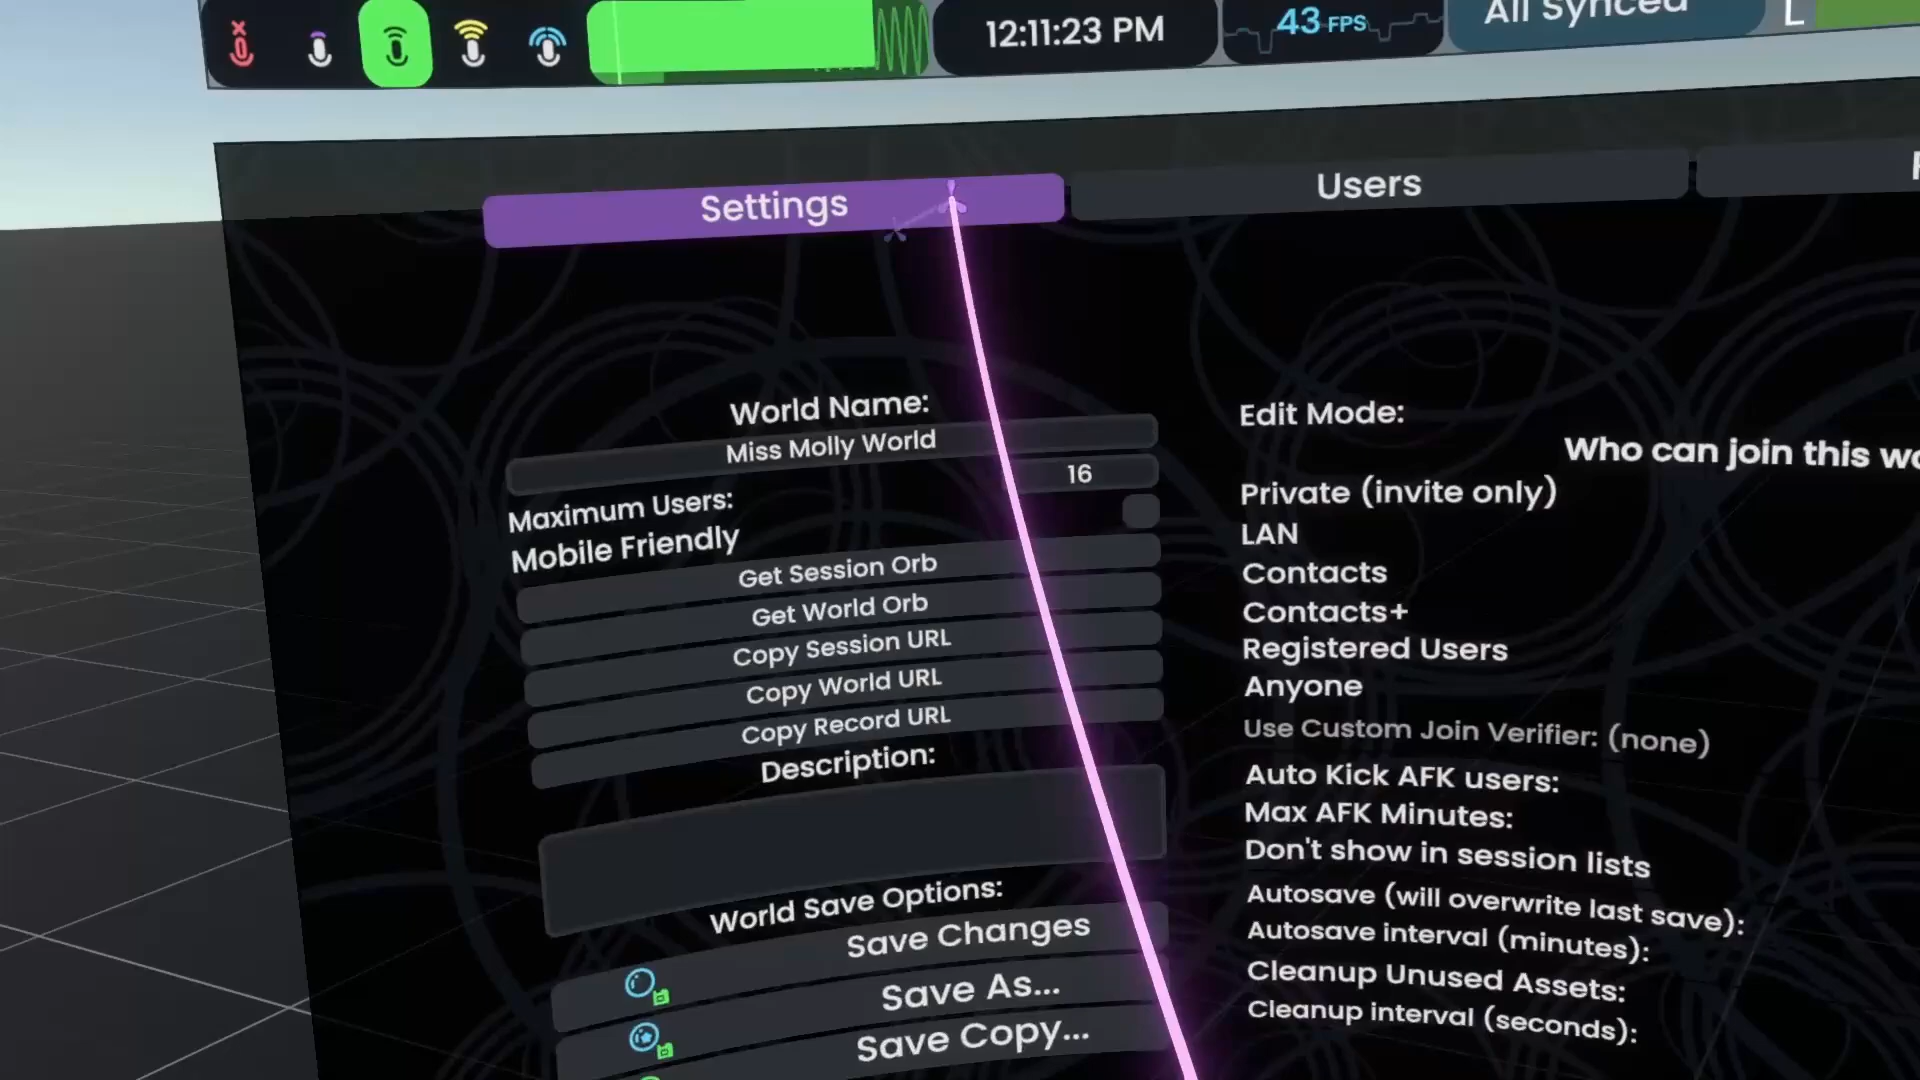 12:11:23 PM
43 FPS
All Synced
Settings
Users
World Name:
Miss Molly World
Maximum Users:
16
Mobile Friendly
Get Session Orb
Get World Orb
Copy Session URL
Copy World URL
Copy Record URL
Description:
World Save Options:
Save Changes
Save As...
Save Copy...
Edit Mode:
Who can join this
Private (invite only)
LAN
Contacts
Contacts+
Registered Users
Anyone
Use Custom Join Verifier: (none)
Auto Kick AFK users:
Max AFK Minutes:
Don't show in session lists
Autosave (will overwrite last save):
Autosave interval (minutes):
Cleanup Unused Assets:
Cleanup interval (seconds):